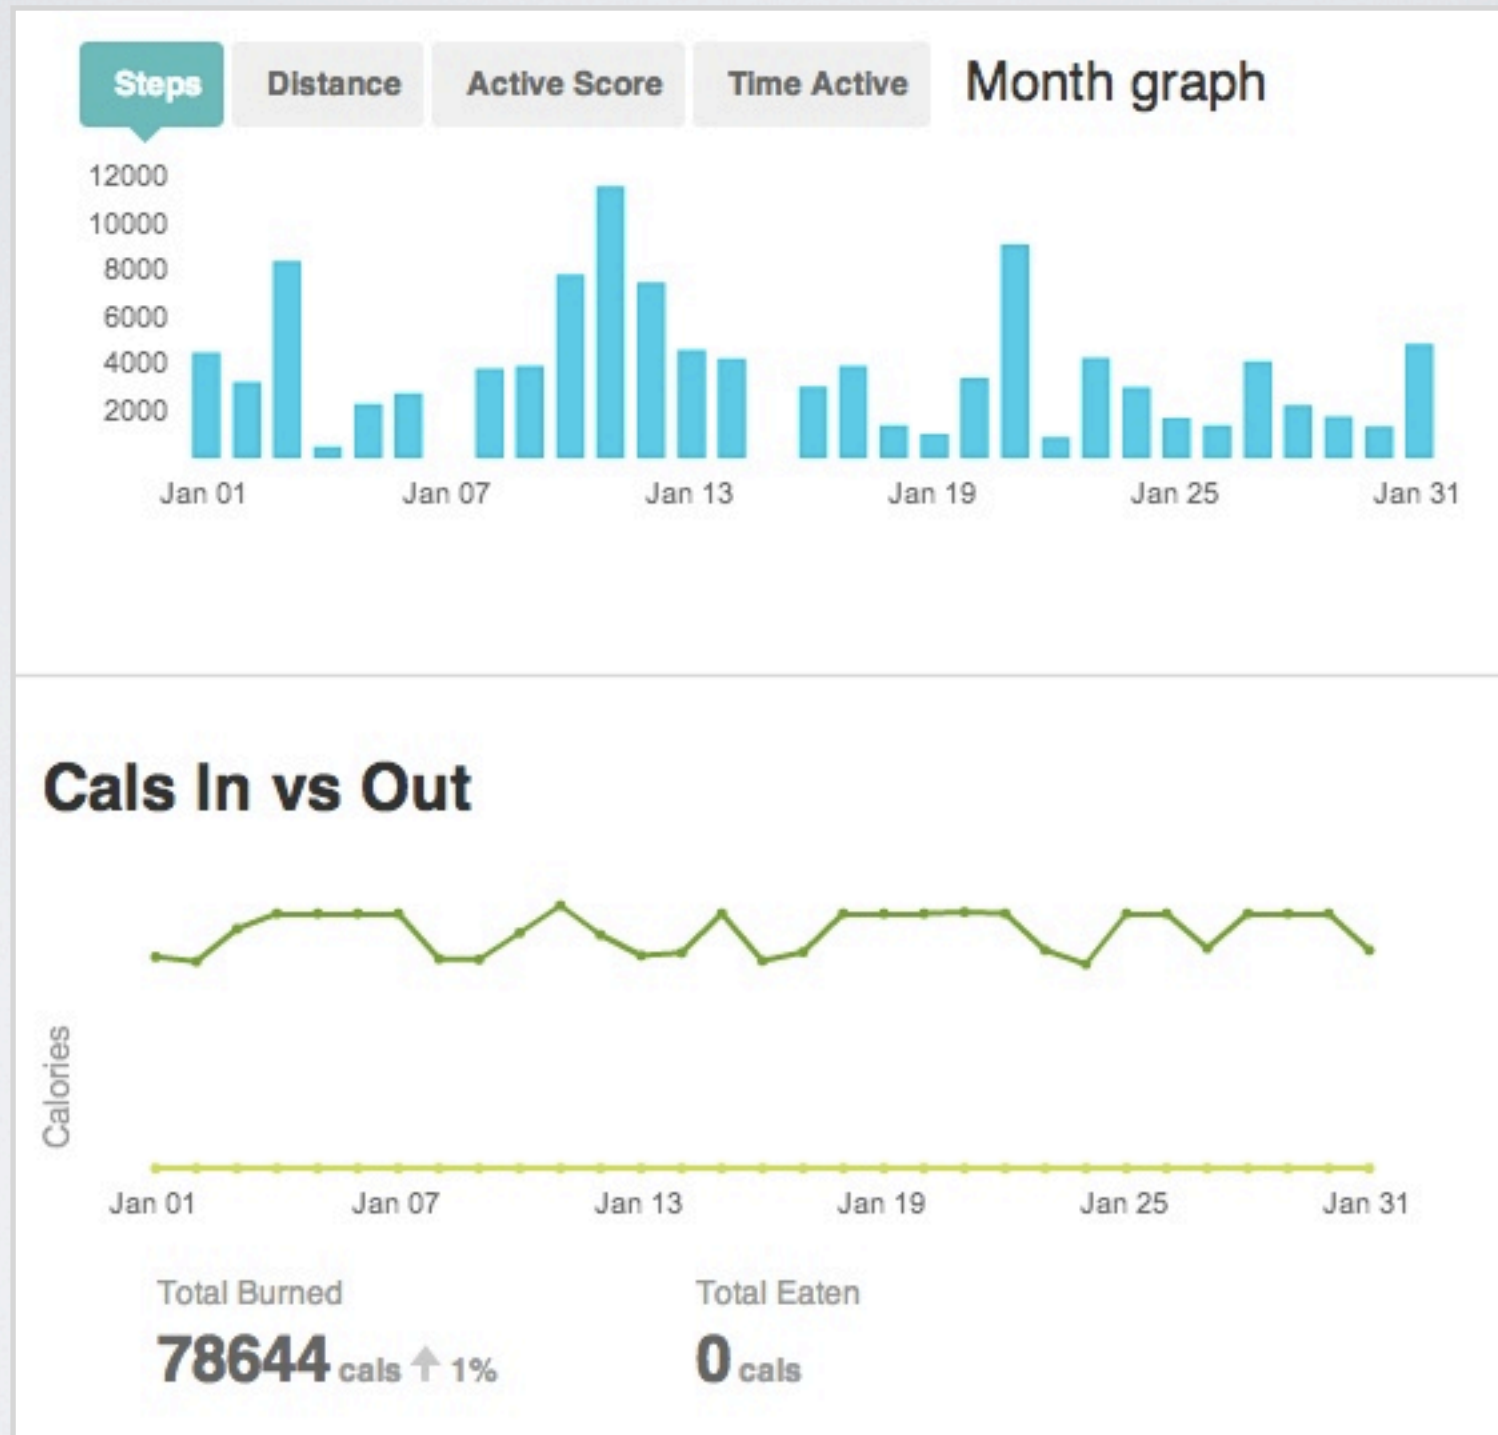 Steps Distance Active Score Time Active Month graph
12000
10000
8000
6000
4000
2000
Jan 01 Jan 07 Jan 13 Jan 19 Jan 25 Jan 31
Cals In vs Out
Calories
Jan 01 Jan 07 Jan 13 Jan 19 Jan 25 Jan 31
Total Burned Total Eaten
78644 cals 1% 0 cals